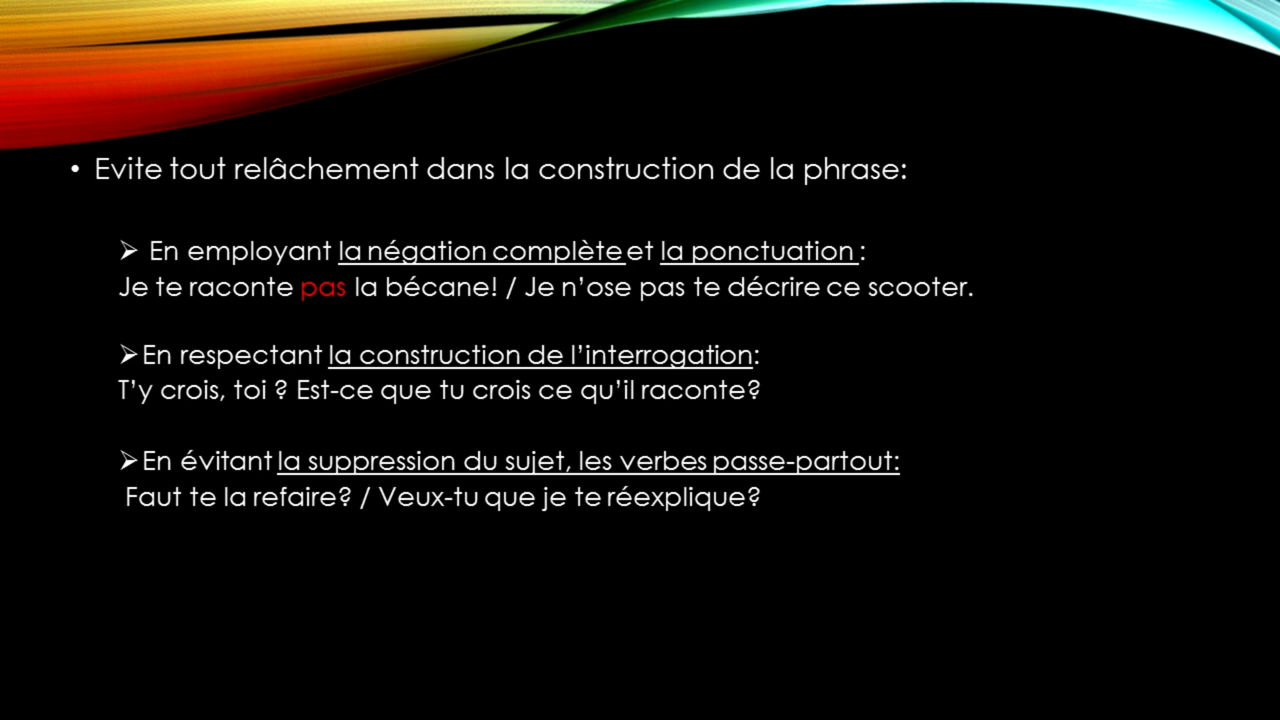 • Evite tout relâchement dans la construction de la phrase:
➢ En employant la négation complète et la ponctuation :
Je te raconte pas la bécane! / Je n’ose pas te décrire ce scooter.
➢En respectant la construction de l’interrogation:
T’y crois, toi ? Est-ce que tu crois ce qu’il raconte?
➢En évitant la suppression du sujet, les verbes passe-partout:
Faut te la refaire? / Veux-tu que je te réexplique?